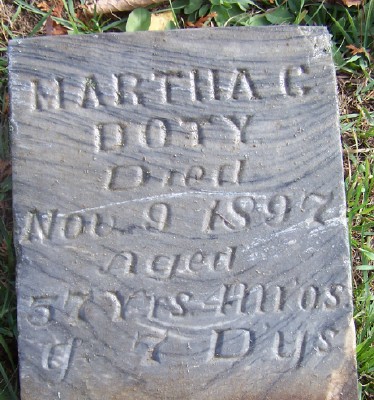 MARTHA C
DOTY
Died
Nov. 9 1897
Aged
57 Yrs. 4 Mos.
& 7 Dys